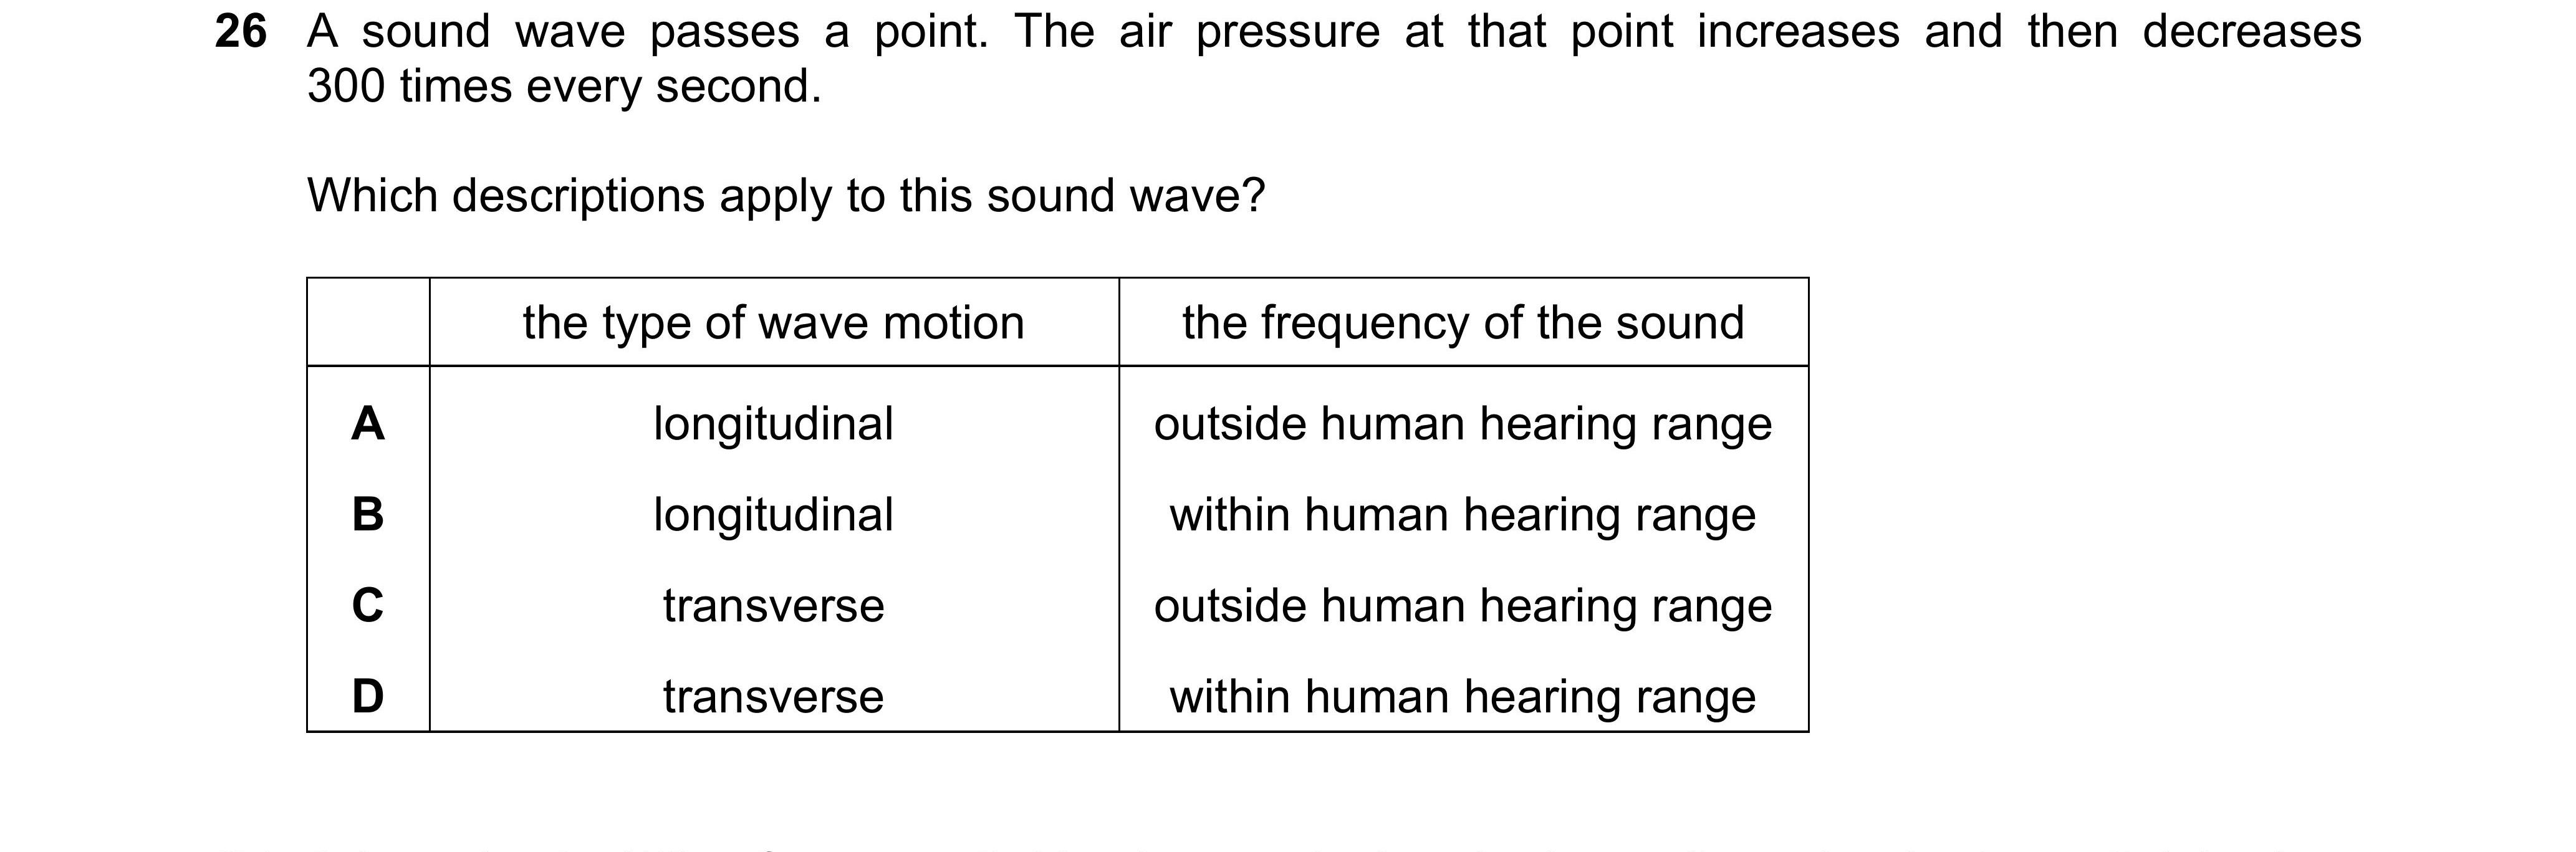 26 A sound wave passes a point. The air pressure at that point increases and then decreases
300 times every second.
Which descriptions apply to this sound wave?
the type of wave motion the frequency of the sound
A longitudinal outside human hearing range
B longitudinal within human hearing range
C transverse outside human hearing range
D transverse within human hearing range